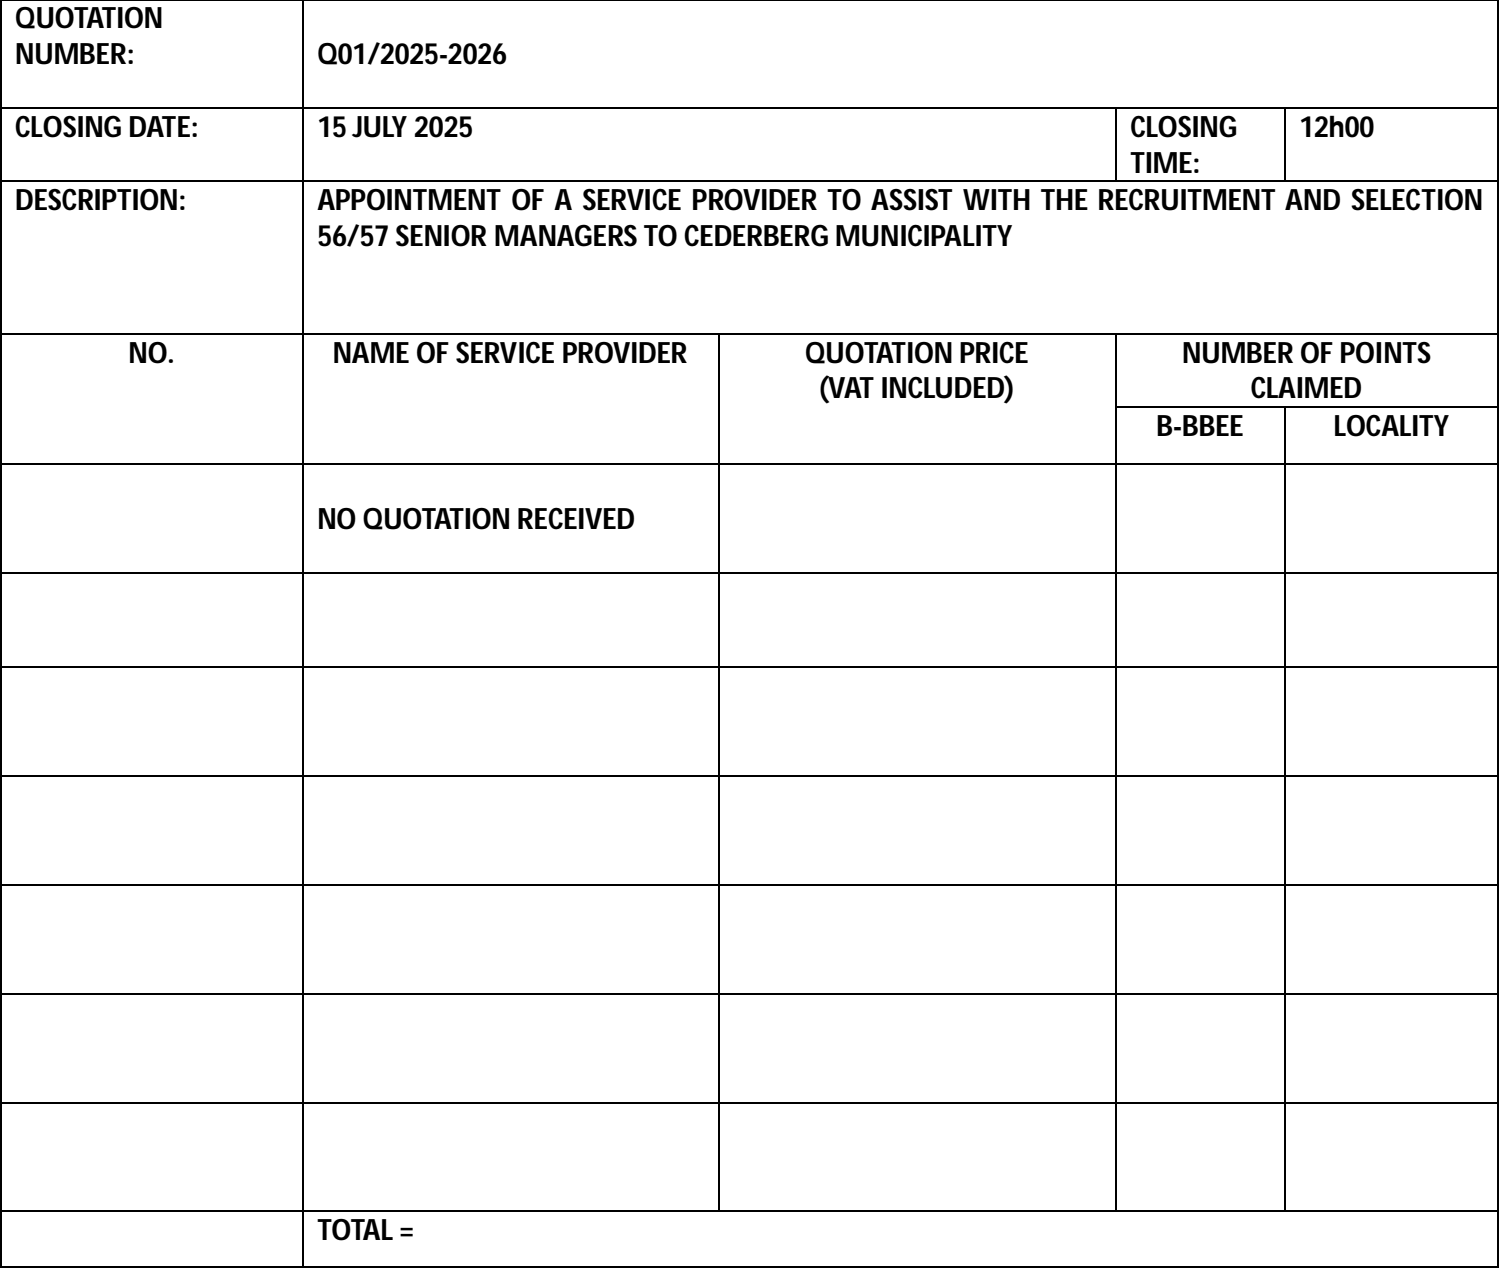 QUOTATION
NUMBER:
Q01/2025-2026
CLOSING DATE:
15 JULY 2025
CLOSING
TIME:
12h00
DESCRIPTION:
APPOINTMENT OF A SERVICE PROVIDER TO ASSIST WITH THE RECRUITMENT AND SELECTION
56/57 SENIOR MANAGERS TO CEDERBERG MUNICIPALITY
NO.
NAME OF SERVICE PROVIDER
QUOTATION PRICE
(VAT INCLUDED)
NUMBER OF POINTS
CLAIMED
B-BBEE
LOCALITY
NO QUOTATION RECEIVED
TOTAL =